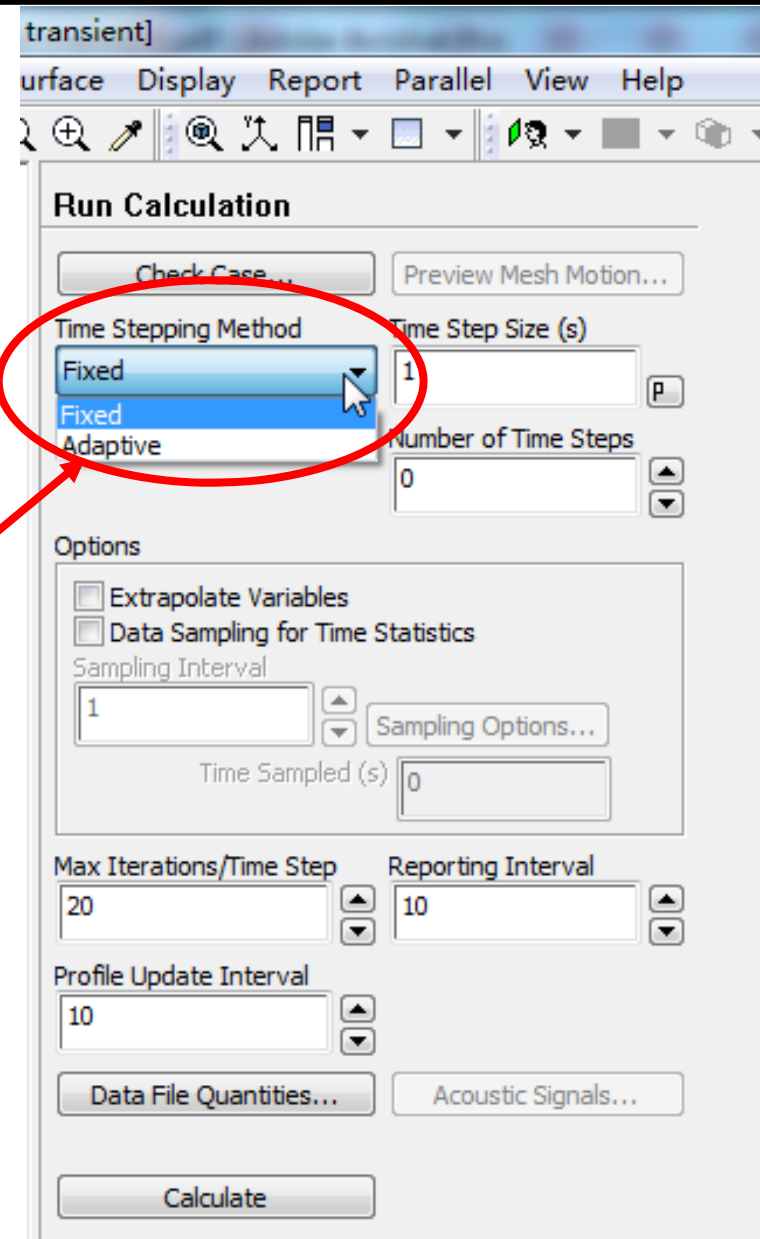 transient]
urface Display Report Parallel View Help
Run Calculation
Check Case... Preview Mesh Motion...
Time Stepping Method Time Step Size (s)
Fixed 1 P
Fixed
Adaptive Number of Time Steps
0
Options
Extrapolate Variables
Data Sampling for Time Statistics
Sampling Interval
1 Sampling Options...
Time Sampled (s) 0
Max Iterations/Time Step Reporting Interval
20 10
Profile Update Interval
10
Data File Quantities... Acoustic Signals...
Calculate